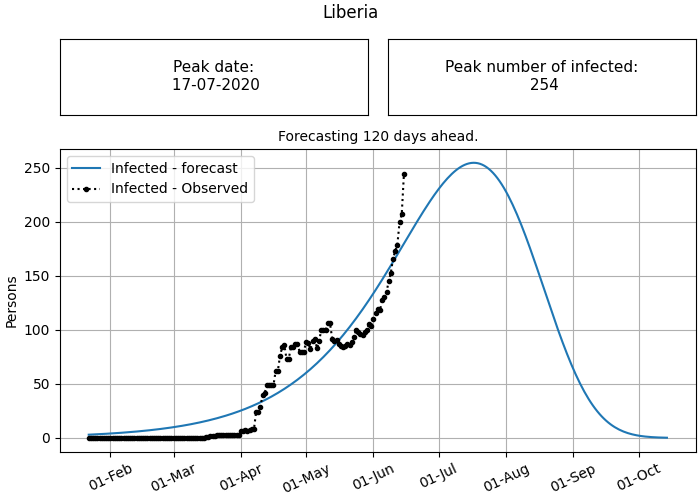 Liberia
Peak date:
17-07-2020
Peak number of infected:
254
Forecasting 120 days ahead.
Infected - forecast
Infected - Observed
Persons
250
200
150
100
50
0
01-Feb
01-Mar
01-Apr
01-May
01-Jun
01-Jul
01-Aug
01-Sep
01-Oct